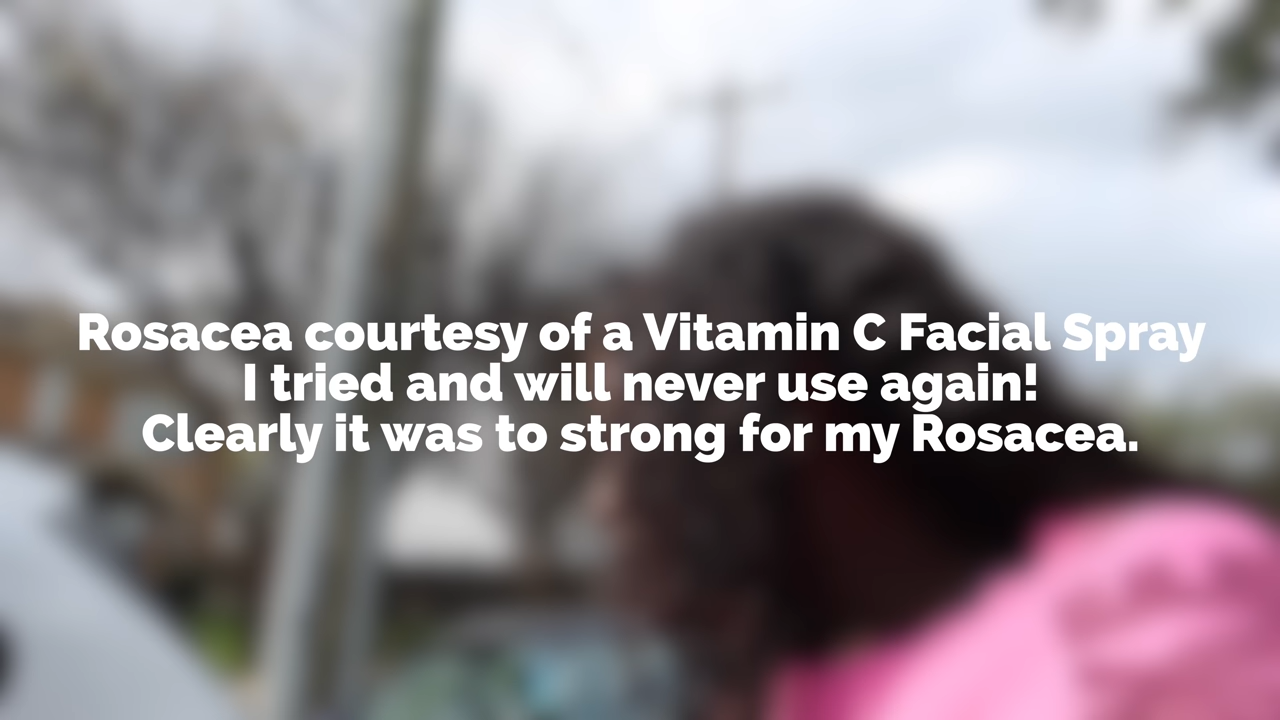 Rosacea courtesy of a Vitamin C Facial Spray
I tried and will never use again!
Clearly it was to strong for my Rosacea.